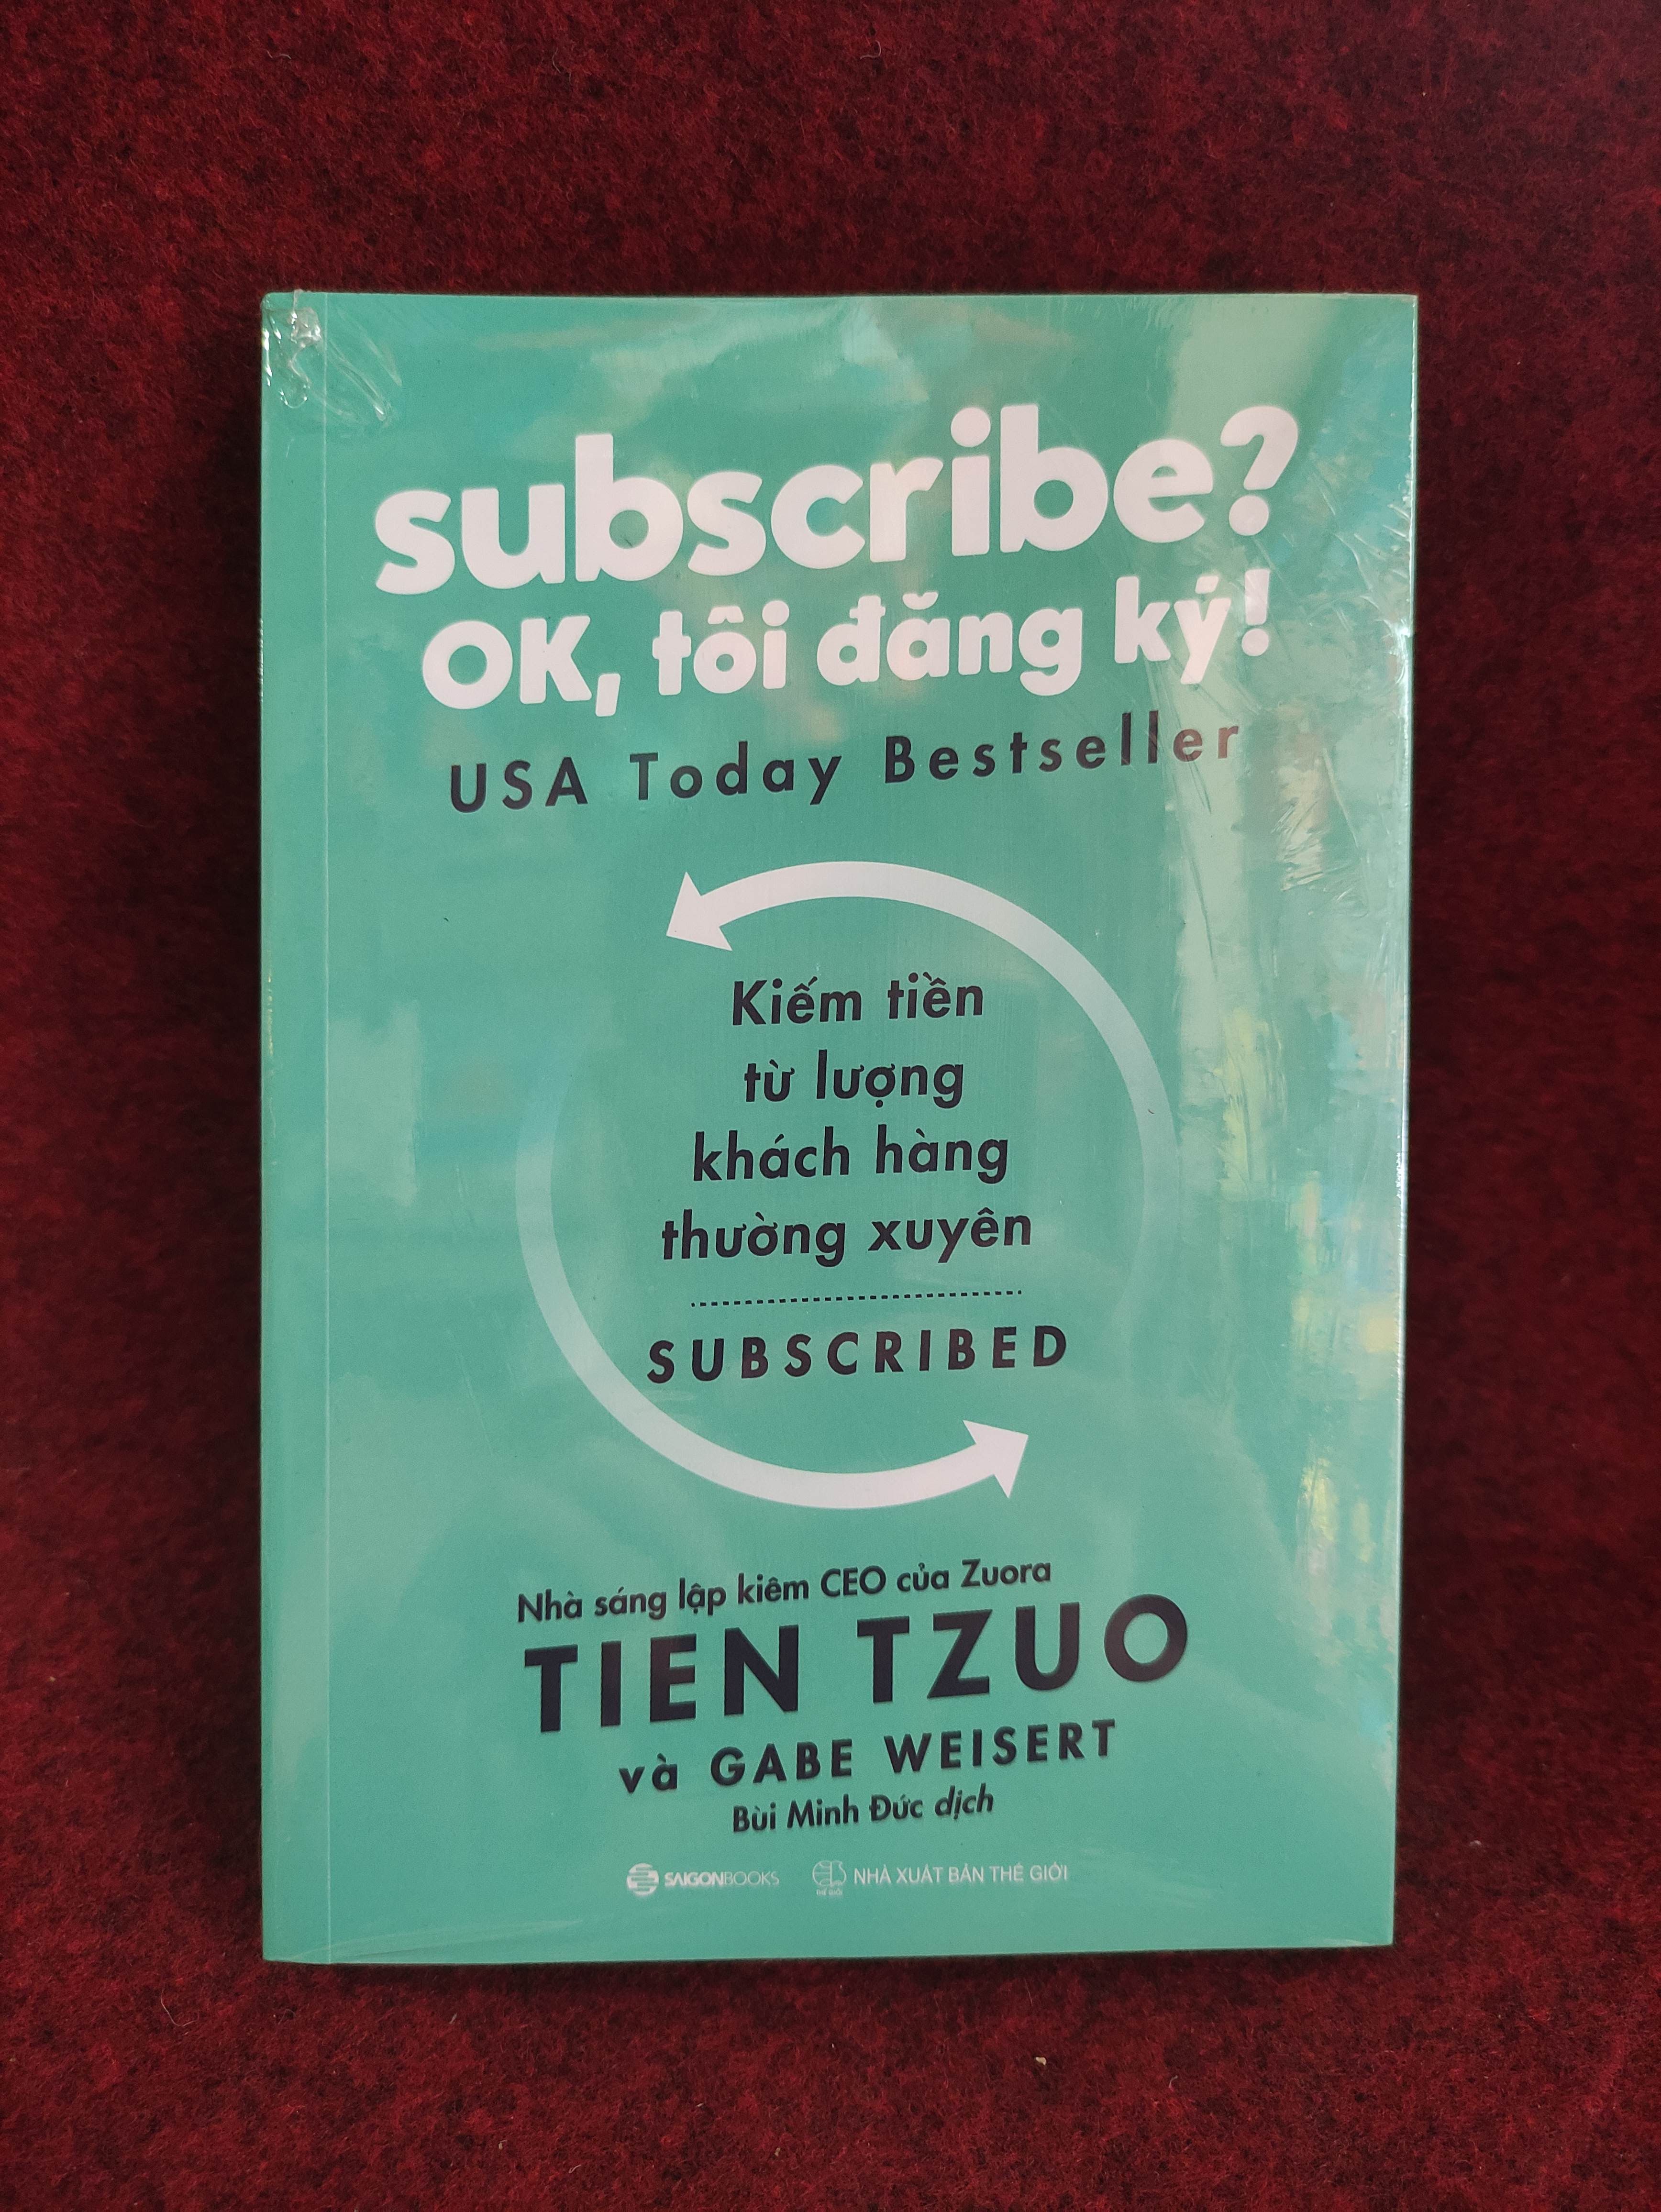 subscribe?
OK, tôi đăng ký!
USA Today Bestseller
Kiếm tiền
từ lượng
khách hàng
thường xuyên
SUBSCRIBED
Nhà sáng lập kiêm CEO của Zuora
TIEN TZUO
và GABE WEISERT
Bùi Minh Đức dịch
SAIGONBOOKS
THẾ GIỚI
NHÀ XUẤT BẢN THẾ GIỚI